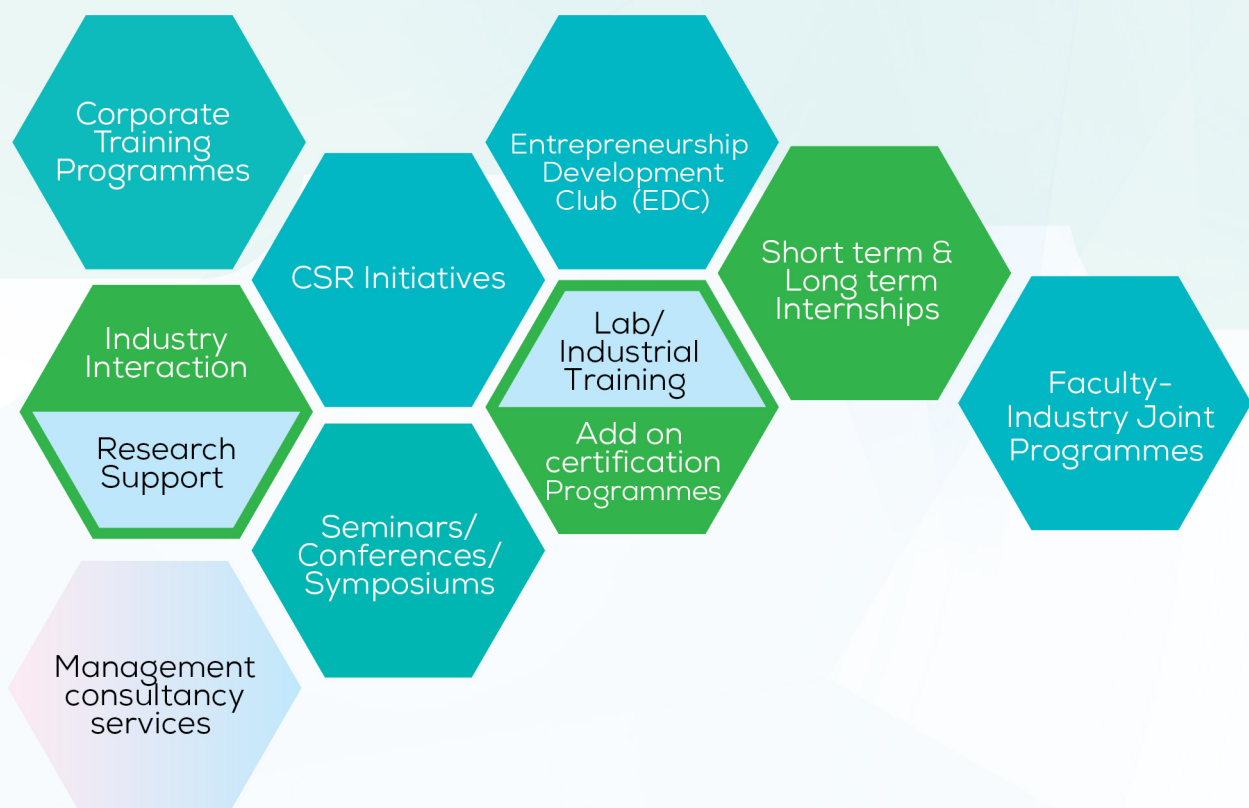 Corporate
Training
Programmes
Entrepreneurship
Development
Club (EDC)
CSR Initiatives
Short term &
Long term
Internships
Industry
Interaction
Research
Support
Lab/
Industrial
Training
Add on
certification
Programmes
Faculty-
Industry Joint
Programmes
Seminars/
Conferences/
Symposiums
Management
consultancy
services